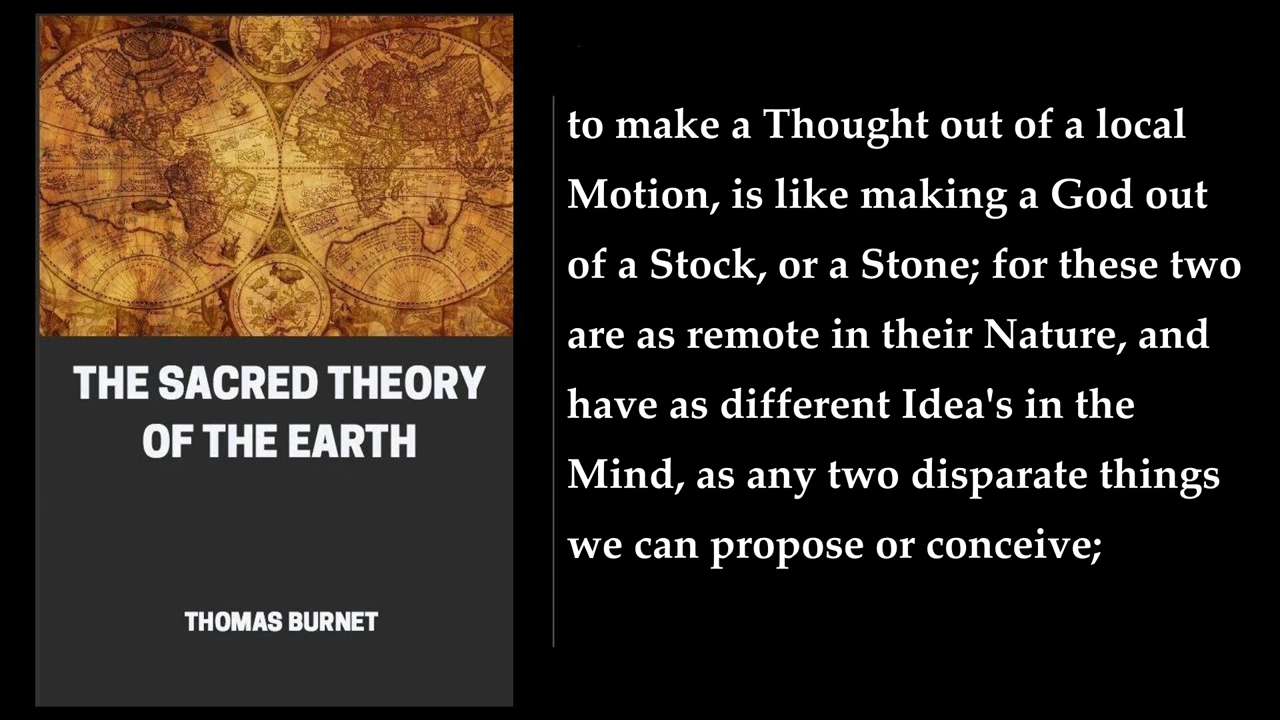 THE SACRED THEORY
OF THE EARTH
THOMAS BURNET
to make a Thought out of a local
Motion, is like making a God out
of a Stock, or a Stone; for these two
are as remote in their Nature, and
have as different Idea's in the
Mind, as any two disparate things
we can propose or conceive;